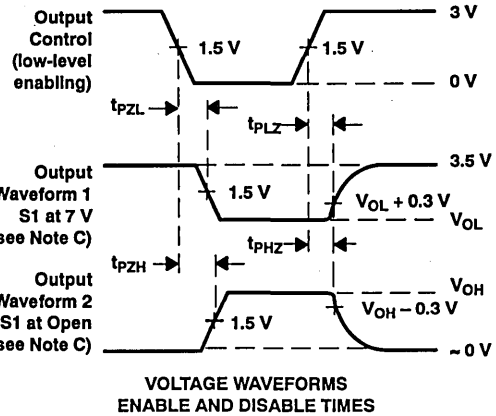 Output
Control
(low-level
enabling)
3 V
1.5 V
1.5 V
0 V
tPZL
tPLZ
Output
Waveform 1
S1 at 7 V
(see Note C)
3.5 V
1.5 V
VOL + 0.3 V
VOL
tPZH
tPHZ
Output
Waveform 2
S1 at Open
(see Note C)
VOH
VOH − 0.3 V
1.5 V
~ 0 V
VOLTAGE WAVEFORMS
ENABLE AND DISABLE TIMES